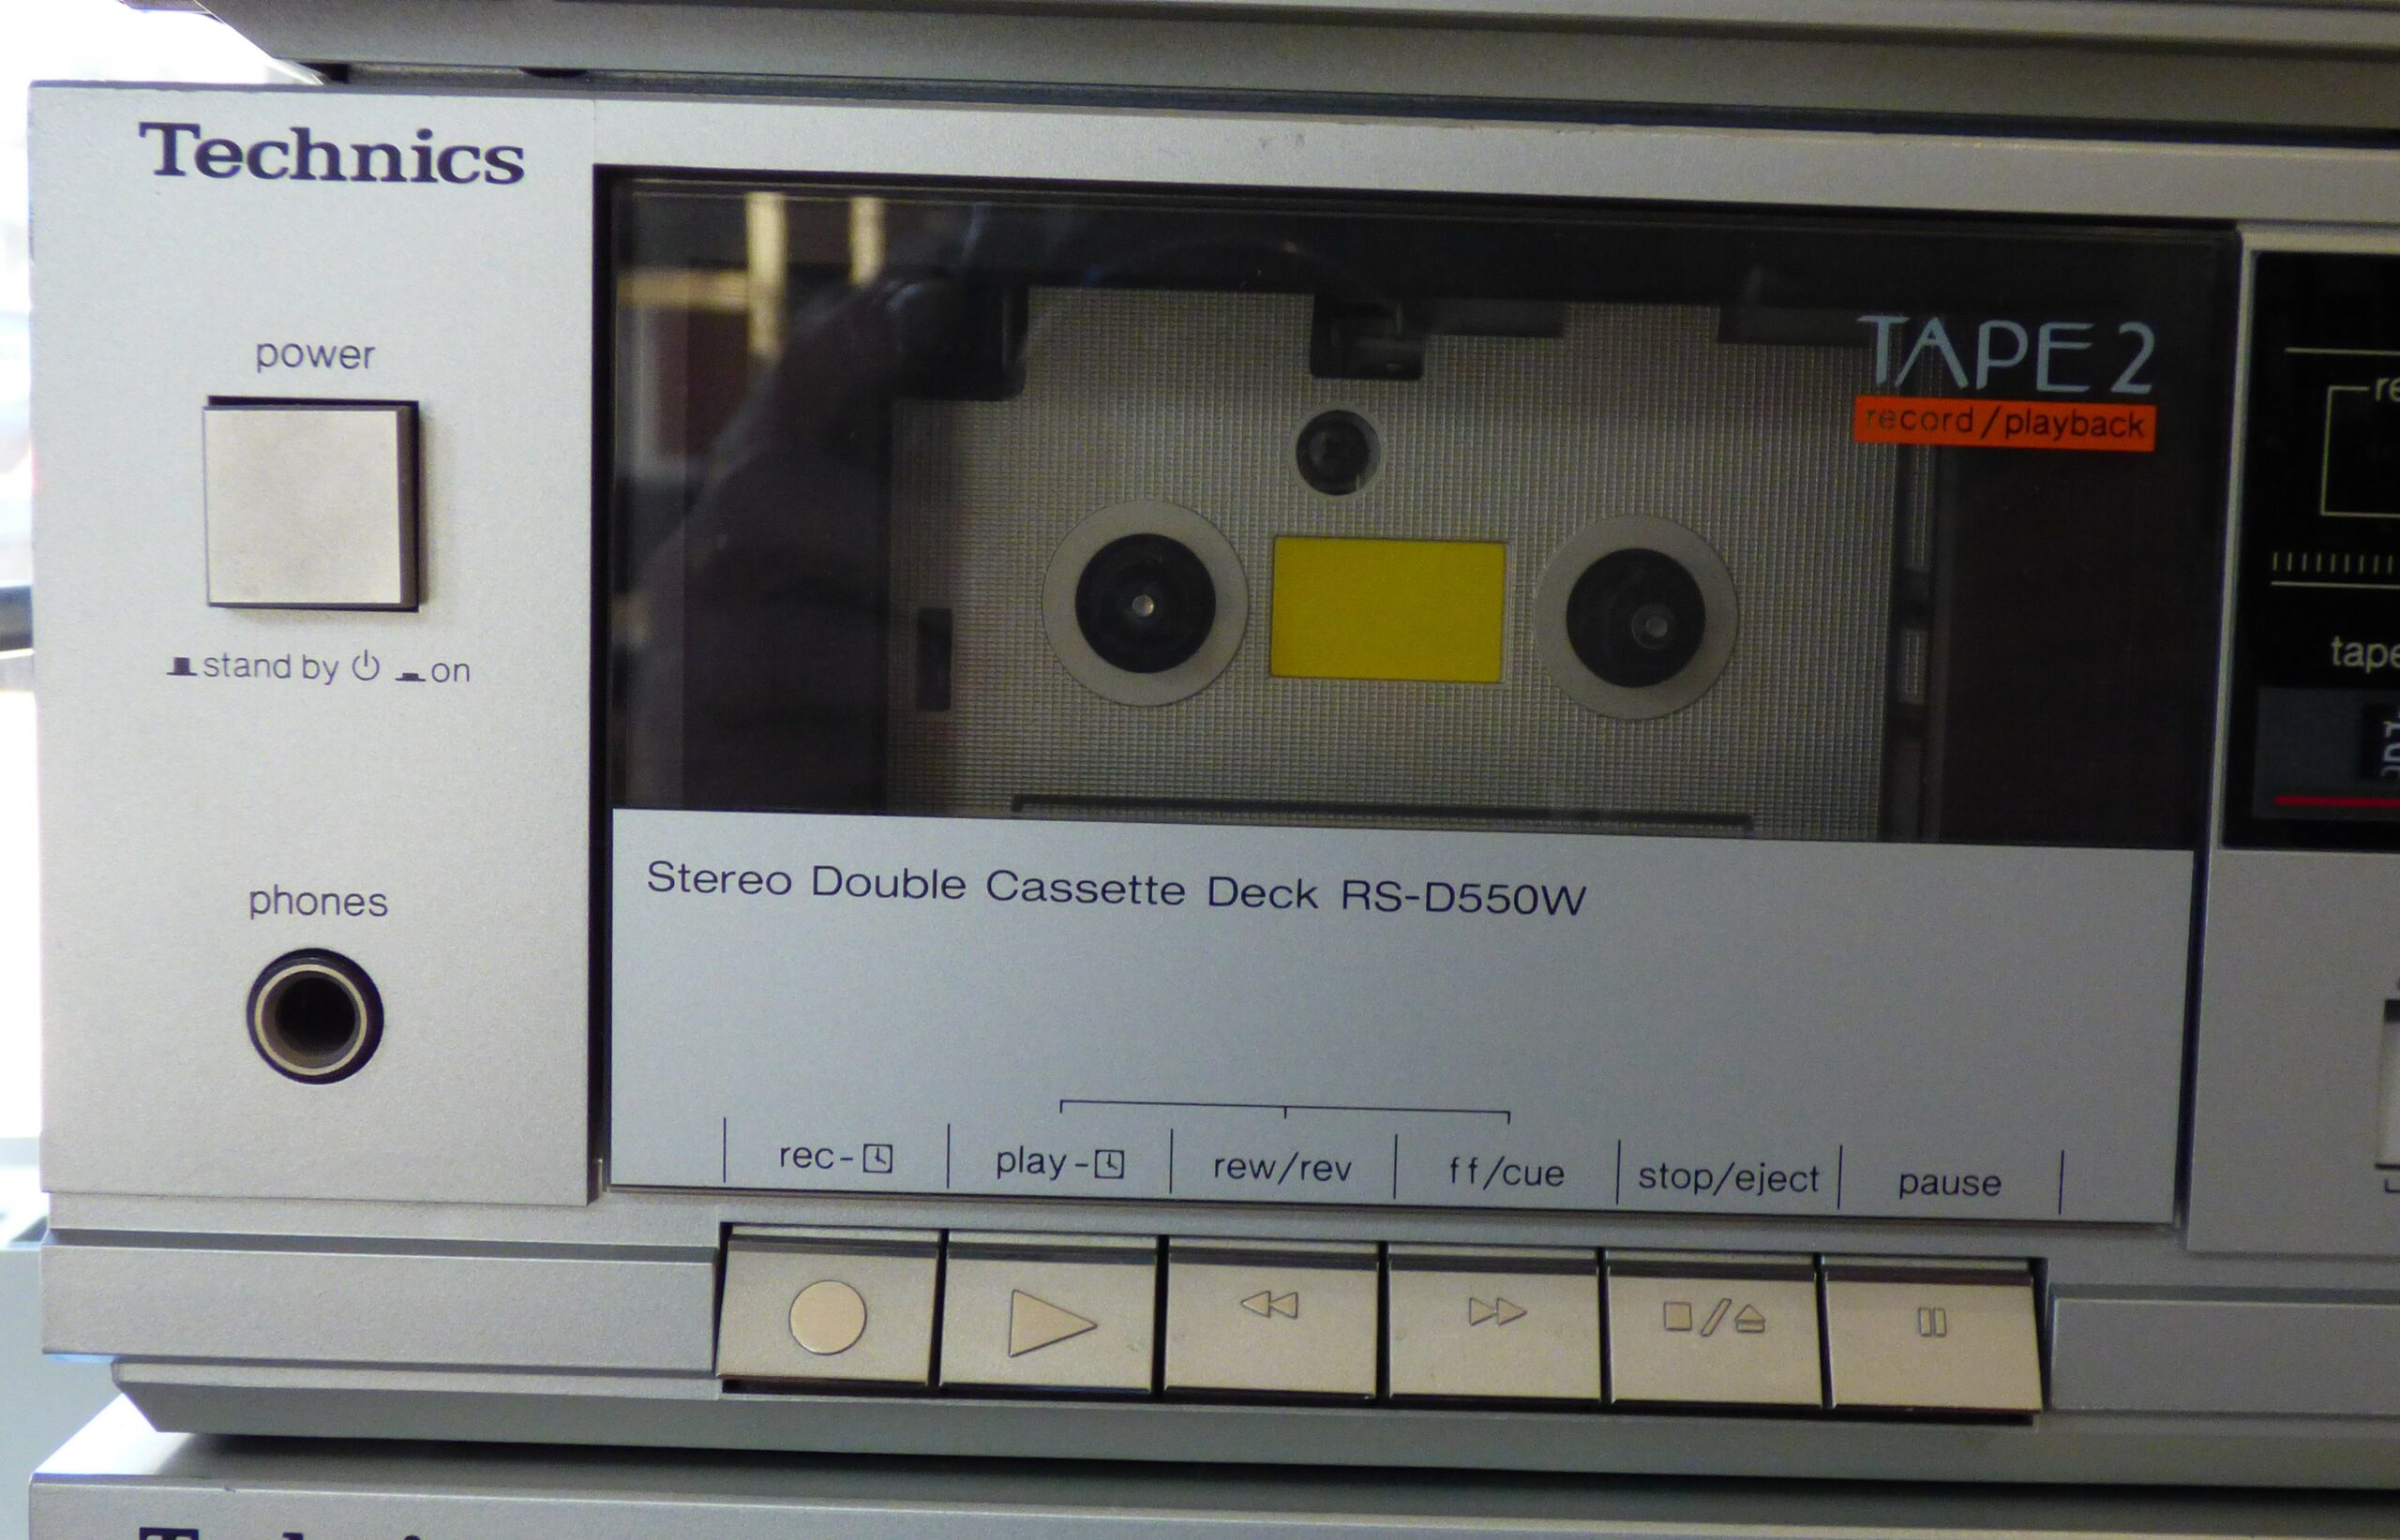 Technics
power
stand by on
phones
TAPE 2
record/playback
Stereo Double Cassette Deck RS-D550W
rec- play- rew/rev ff/cue stop/eject pause
tape